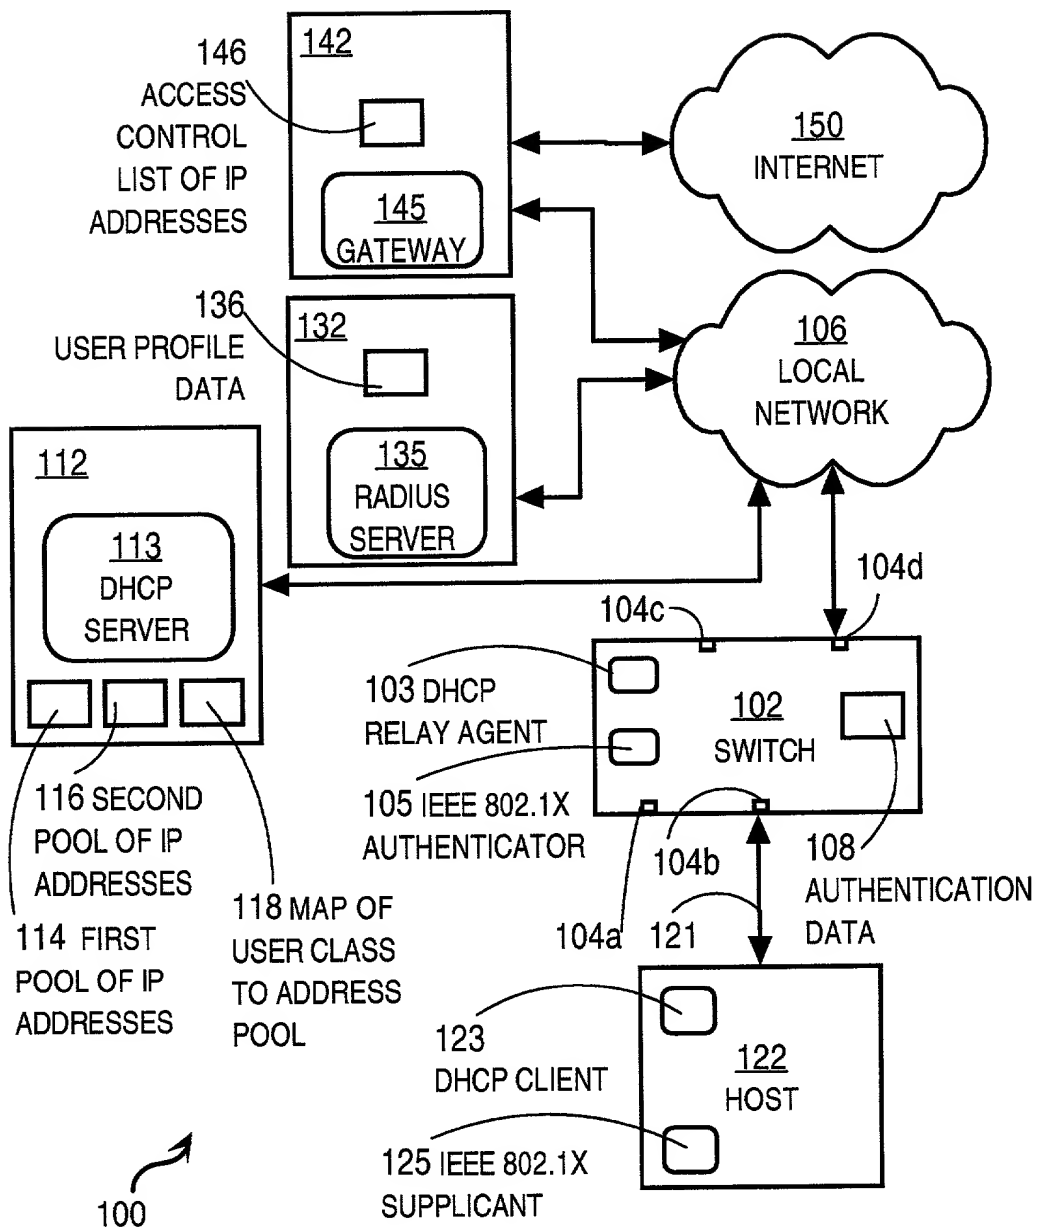 142
146
ACCESS
CONTROL
LIST OF IP
ADDRESSES
145
GATEWAY
150
INTERNET
136
USER PROFILE
DATA
132
135
RADIUS
SERVER
106
LOCAL
NETWORK
112
113
DHCP
SERVER
104c
104d
103 DHCP
RELAY AGENT
102
SWITCH
105 IEEE 802.1X
AUTHENTICATOR
104a
104b
121
108
AUTHENTICATION
DATA
116 SECOND
POOL OF IP
ADDRESSES
114 FIRST
POOL OF IP
ADDRESSES
118 MAP OF
USER CLASS
TO ADDRESS
POOL
123
DHCP CLIENT
122
HOST
125 IEEE 802.1X
SUPPLICANT
100